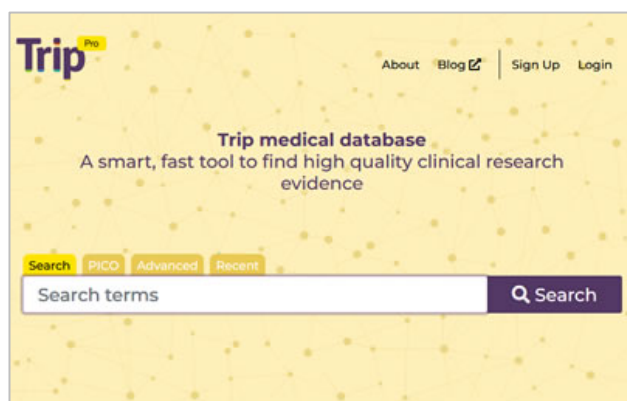 Trip Pro
About Blog Sign Up Login
Trip medical database
A smart, fast tool to find high quality clinical research
evidence
Search PICO Advanced Recent
Search terms Search